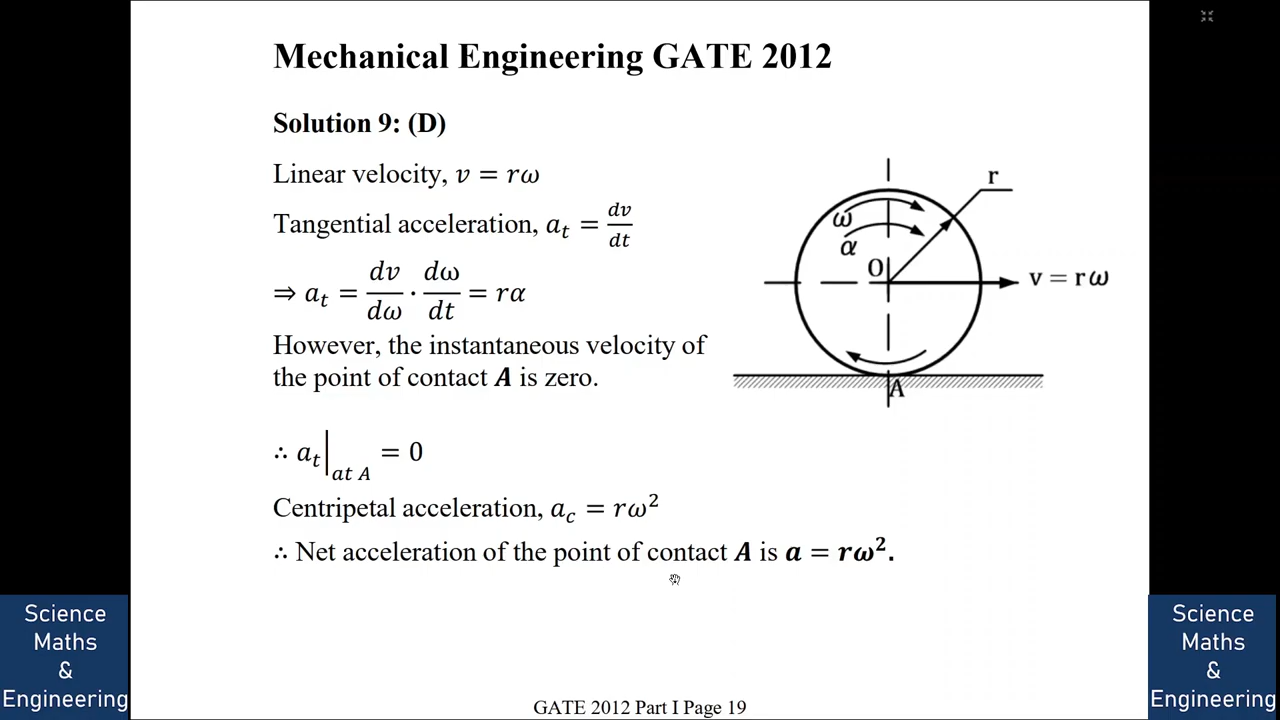 Mechanical Engineering GATE 2012
Solution 9: (D)
Linear velocity, v = rω
Tangential acceleration, a_t = dv/dt
⇒ a_t = dv/dω · dω/dt = rα
However, the instantaneous velocity of
the point of contact A is zero.
∴ a_t|_at A = 0
Centripetal acceleration, a_c = rω²
∴ Net acceleration of the point of contact A is a = rω².
r
ω
α
O
v = rω
A
Science
Maths
&
Engineering
GATE 2012 Part I Page 19
Science
Maths
&
Engineering